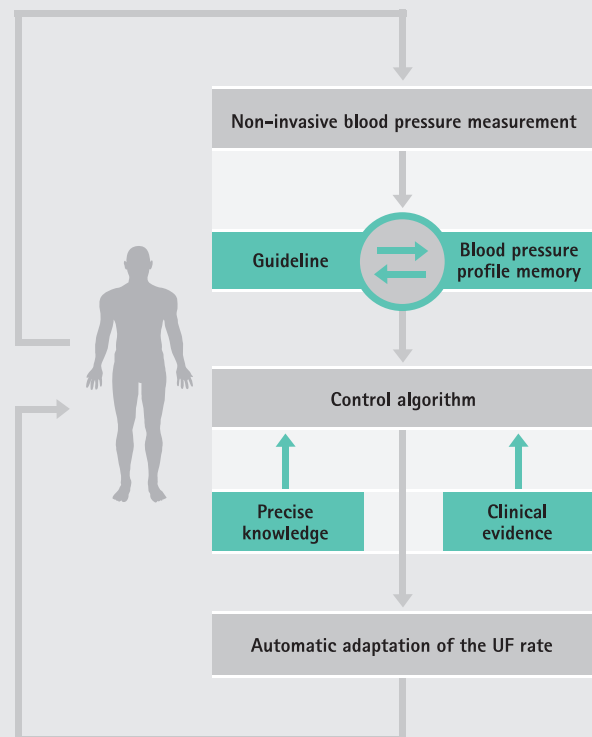 Non-invasive blood pressure measurement
Guideline
Blood pressure
profile memory
Control algorithm
Precise
knowledge
Clinical
evidence
Automatic adaptation of the UF rate